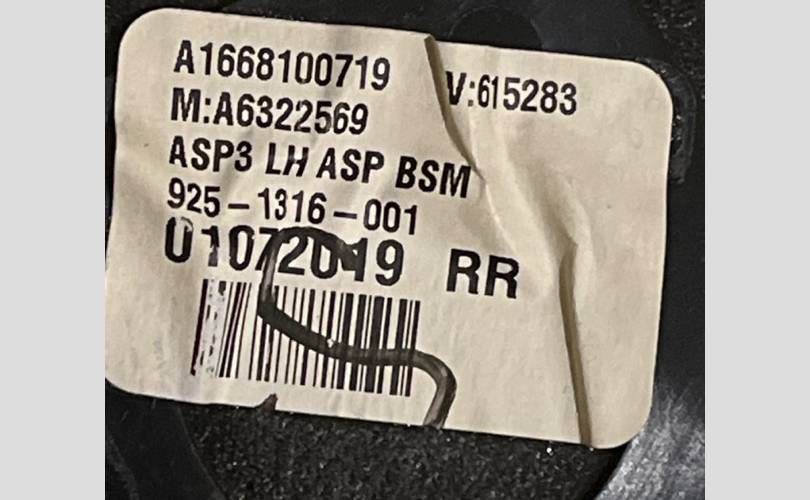 A1668100719 V:615283
M:A6322569
ASP3 LH ASP BSM
925-1316-001
01072019 RR